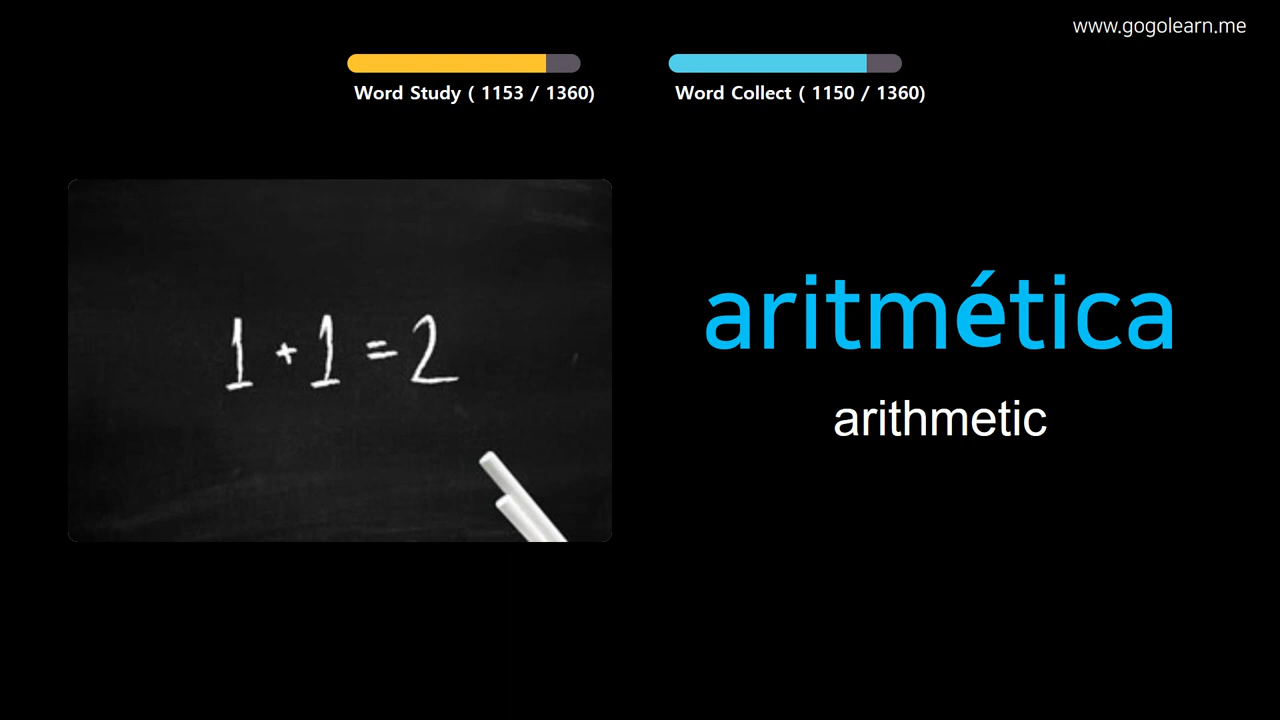 www.gogolearn.me
Word Study ( 1153 / 1360)
Word Collect ( 1150 / 1360)
1 + 1 = 2
aritmética
arithmetic